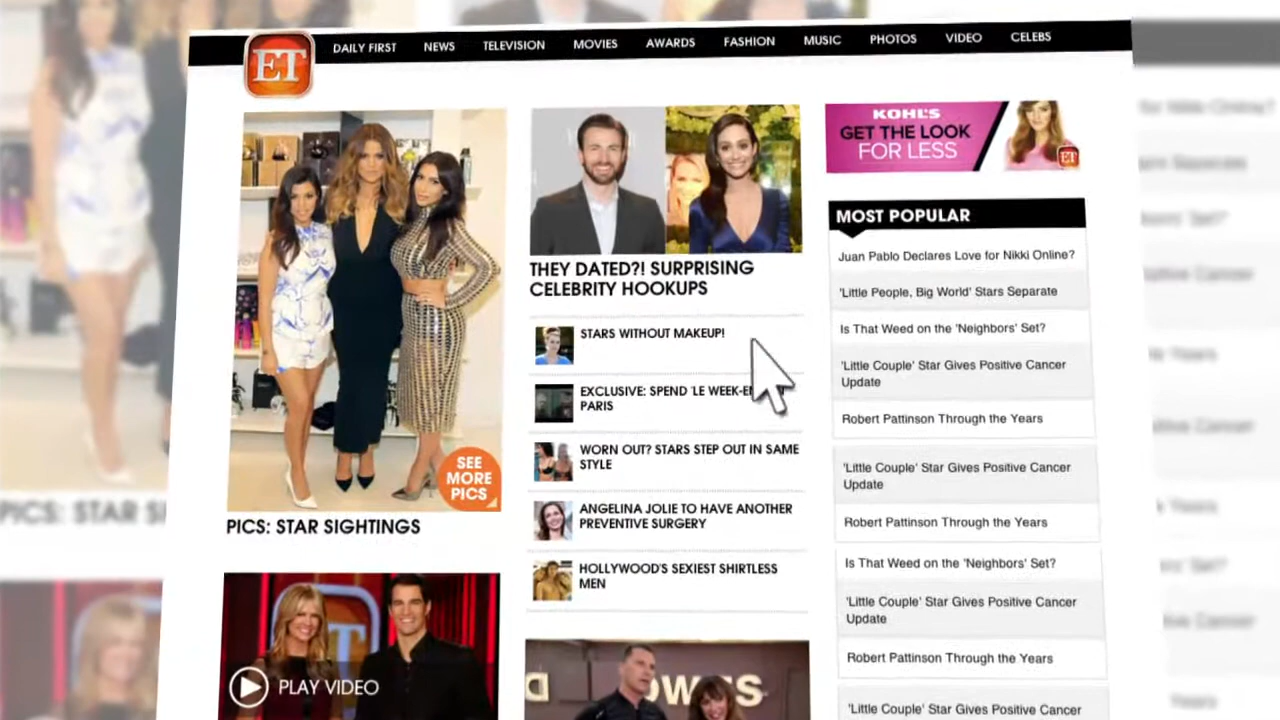 ET
DAILY FIRST
NEWS
TELEVISION
MOVIES
AWARDS
FASHION
MUSIC
PHOTOS
VIDEO
CELEBS
SEE
MORE
PICS
PICS: STAR SIGHTINGS
PLAY VIDEO
THEY DATED?! SURPRISING
CELEBRITY HOOKUPS
STARS WITHOUT MAKEUP!
EXCLUSIVE: SPEND 'LE
PARIS
WORN OUT? STARS STEP OUT IN SAME
STYLE
ANGELINA JOLIE TO HAVE ANOTHER
PREVENTIVE SURGERY
HOLLYWOOD'S SEXIEST SHIRTLESS
MEN
KOHL'S
GET THE LOOK
FOR LESS
ET
MOST POPULAR
Juan Pablo Declares Love for Nikki Online?
'Little People, Big World' Stars Separate
Is That Weed on the 'Neighbors' Set?
'Little Couple' Star Gives Positive Cancer
Update
Robert Pattinson Through the Years
'Little Couple' Star Gives Positive Cancer
Update
Robert Pattinson Through the Years
Is That Weed on the 'Neighbors' Set?
'Little Couple' Star Gives Positive Cancer
Update
Robert Pattinson Through the Years
'Little Couple' Star Gives Positive Cancer